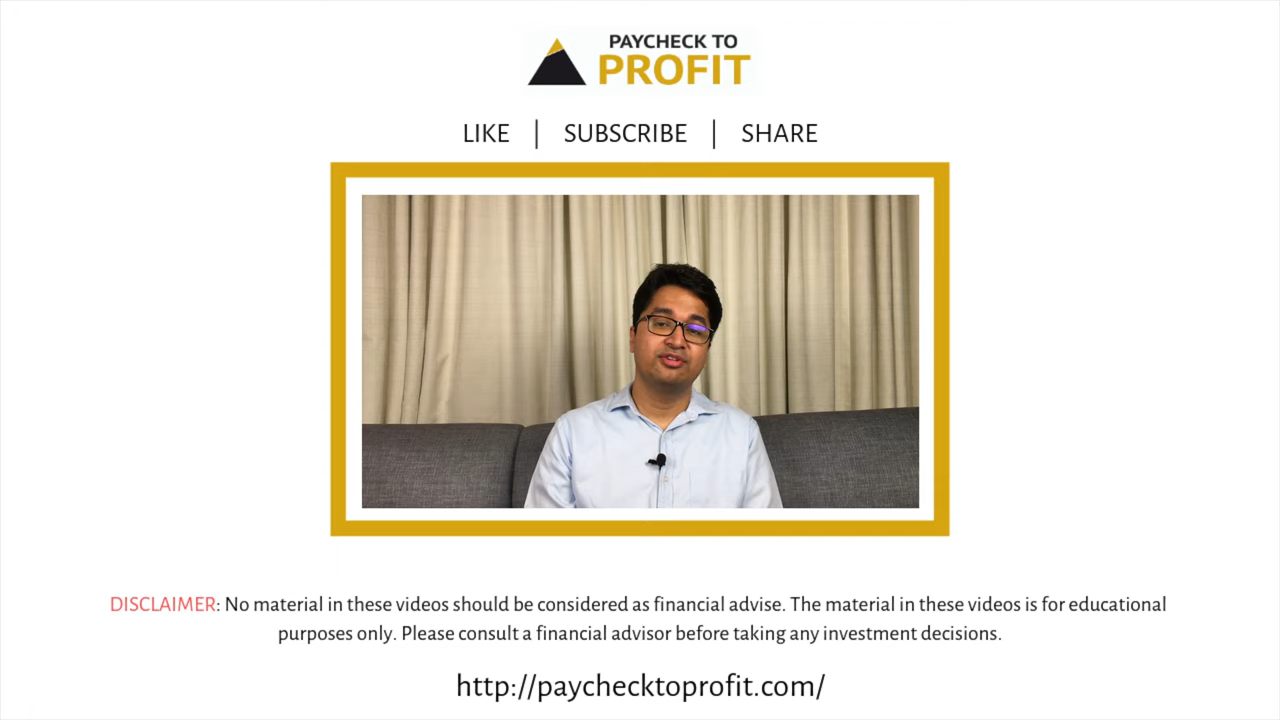 PAYCHECK TO
PROFIT
LIKE | SUBSCRIBE | SHARE
DISCLAIMER: No material in these videos should be considered as financial advise. The material in these videos is for educational
purposes only. Please consult a financial advisor before taking any investment decisions.
http://paychecktoprofit.com/